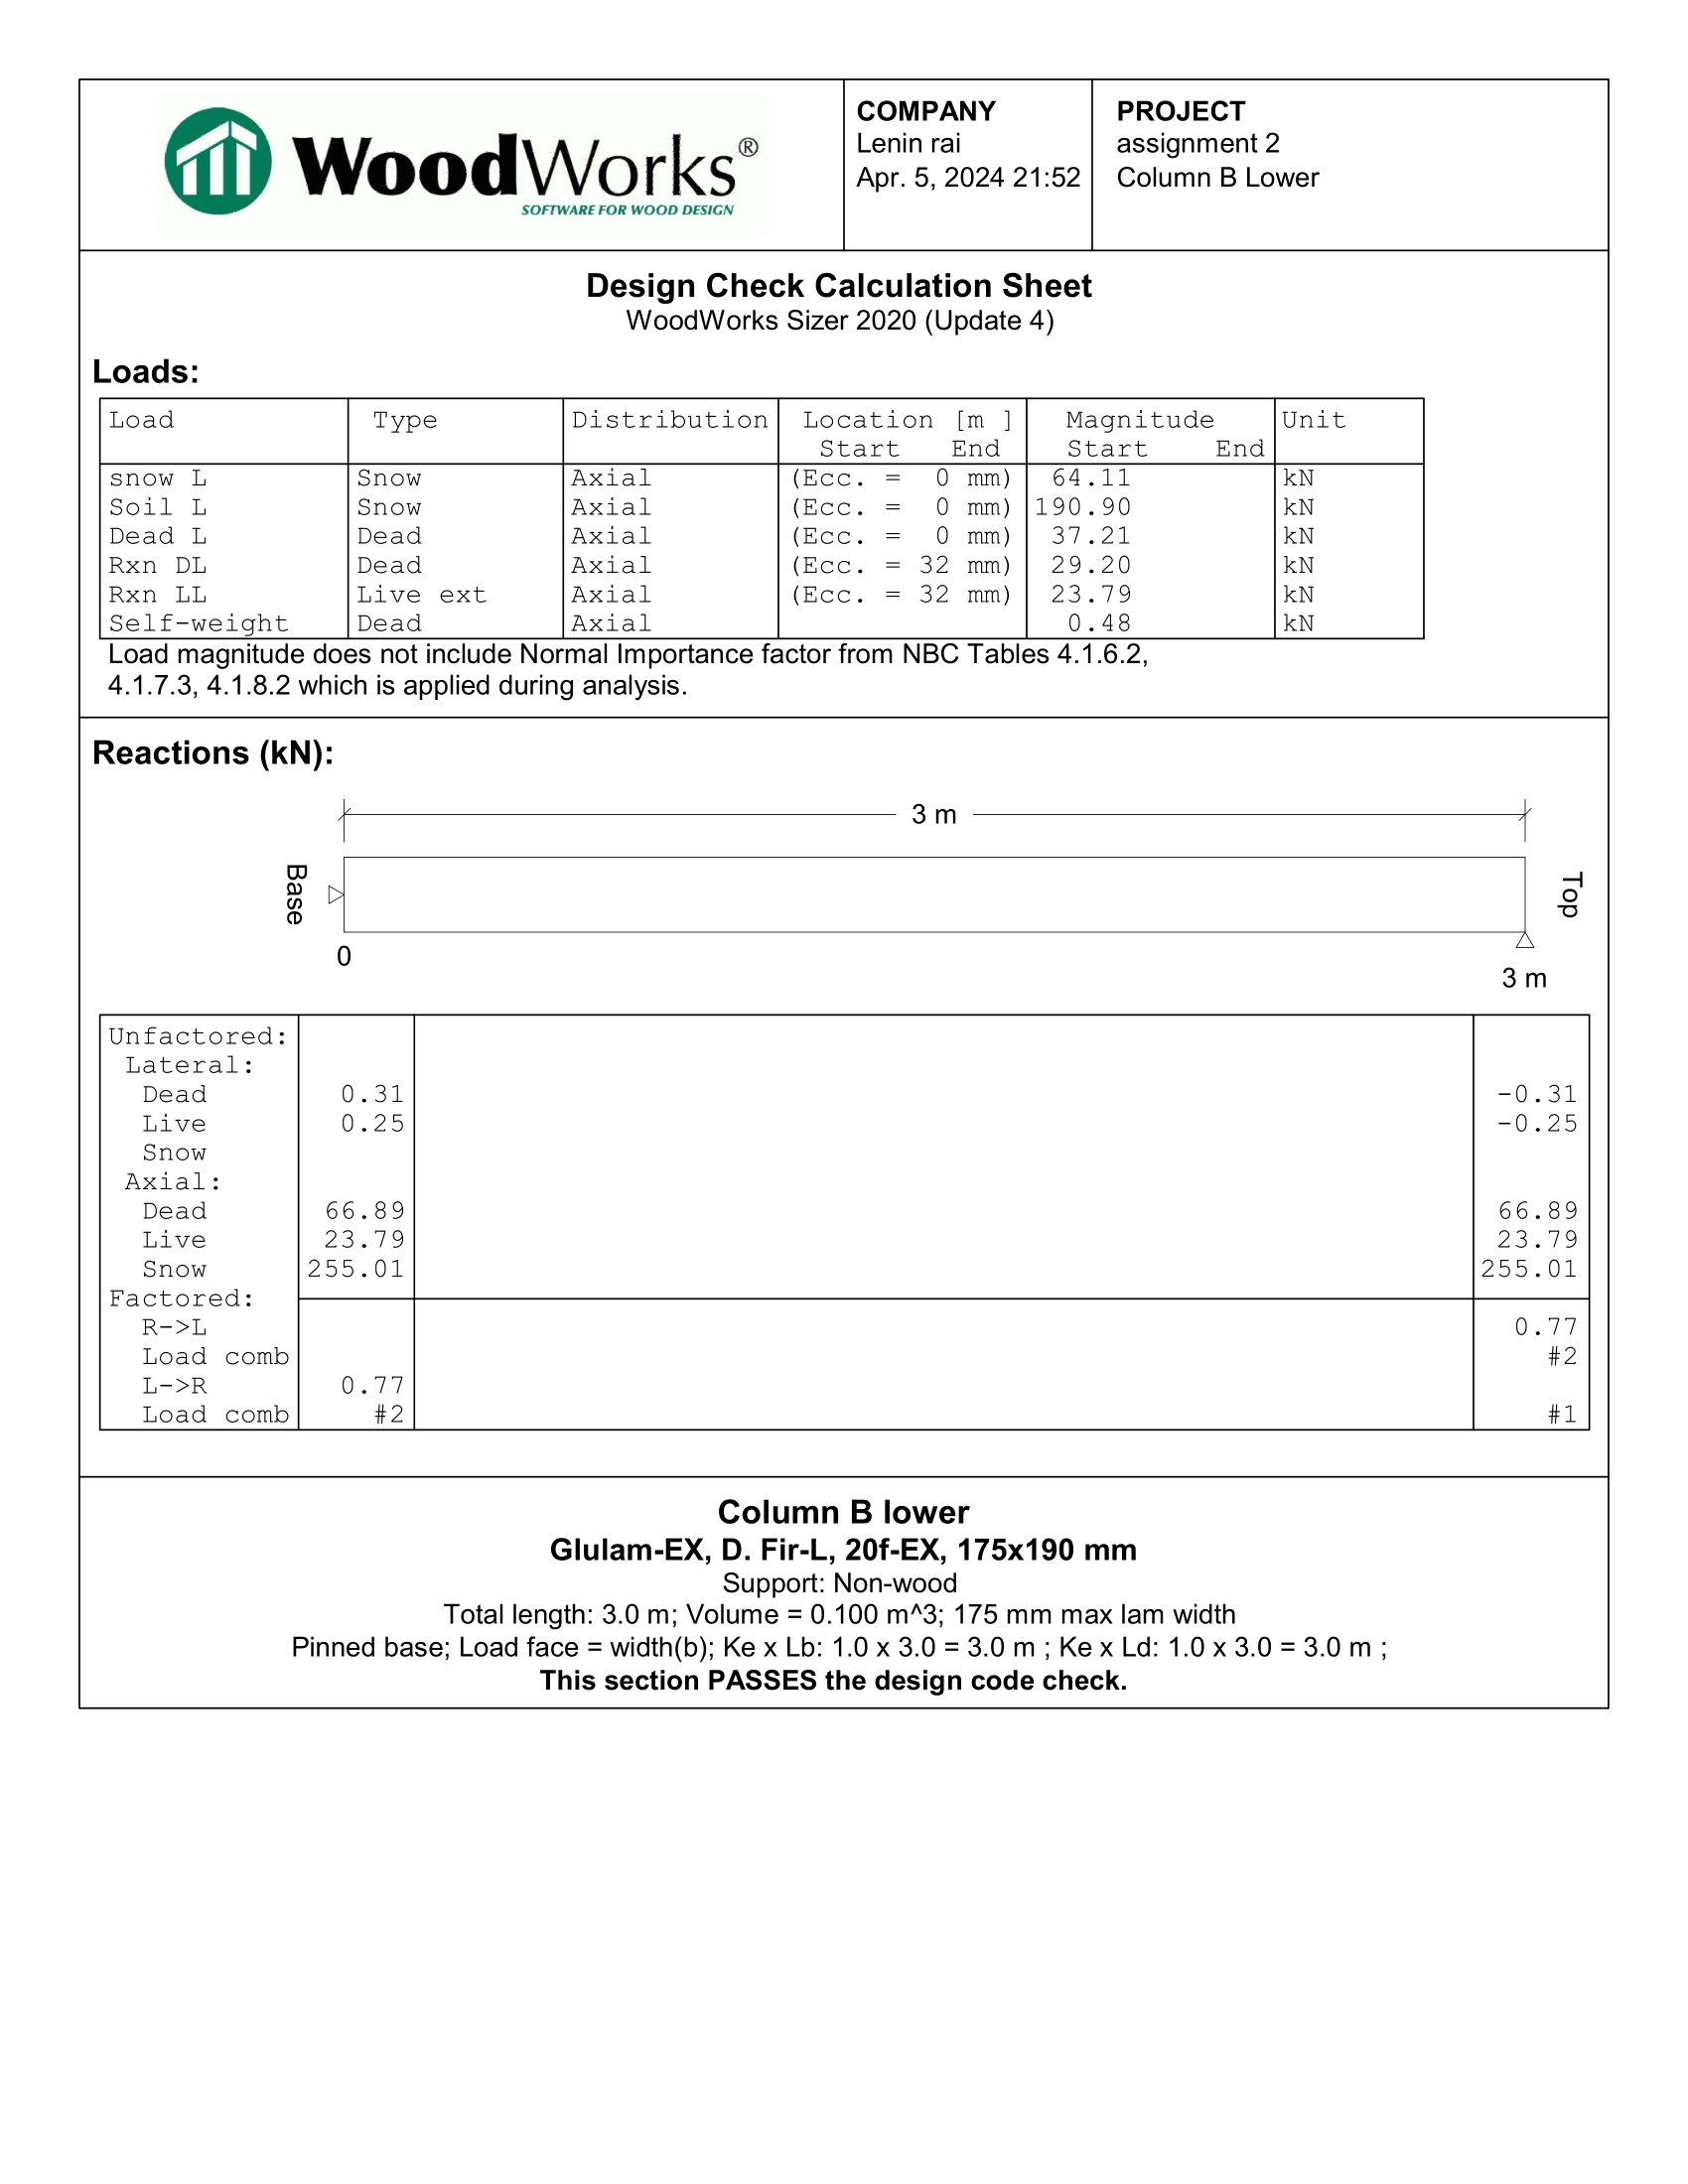 WoodWorks®
SOFTWARE FOR WOOD DESIGN
COMPANY
Lenin rai
Apr. 5, 2024 21:52
PROJECT
assignment 2
Column B Lower
Design Check Calculation Sheet
WoodWorks Sizer 2020 (Update 4)
Loads:
Load Type Distribution Location [m ] Magnitude Unit
Start End Start End
snow L Snow Axial (Ecc. = 0 mm) 64.11 kN
Soil L Snow Axial (Ecc. = 0 mm) 190.90 kN
Dead L Dead Axial (Ecc. = 0 mm) 37.21 kN
Rxn DL Dead Axial (Ecc. = 32 mm) 29.20 kN
Rxn LL Live ext Axial (Ecc. = 32 mm) 23.79 kN
Self-weight Dead Axial 0.48 kN
Load magnitude does not include Normal Importance factor from NBC Tables 4.1.6.2,
4.1.7.3, 4.1.8.2 which is applied during analysis.
Reactions (kN):
3 m
Base
Top
0
3 m
Unfactored:
Lateral:
Dead 0.31 -0.31
Live 0.25 -0.25
Snow
Axial:
Dead 66.89 66.89
Live 23.79 23.79
Snow 255.01 255.01
Factored:
R->L 0.77
Load comb #2
L->R 0.77
Load comb #2 #1
Column B lower
Glulam-EX, D. Fir-L, 20f-EX, 175x190 mm
Support: Non-wood
Total length: 3.0 m; Volume = 0.100 m^3; 175 mm max lam width
Pinned base; Load face = width(b); Ke x Lb: 1.0 x 3.0 = 3.0 m ; Ke x Ld: 1.0 x 3.0 = 3.0 m ;
This section PASSES the design code check.